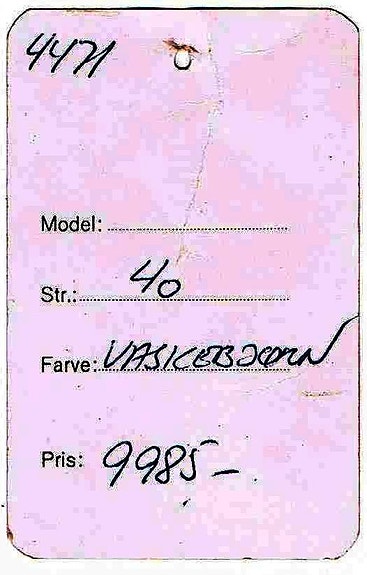 4471
Model:
Str.: 40
Farve: VASKEBJØRN
Pris: 9985 –